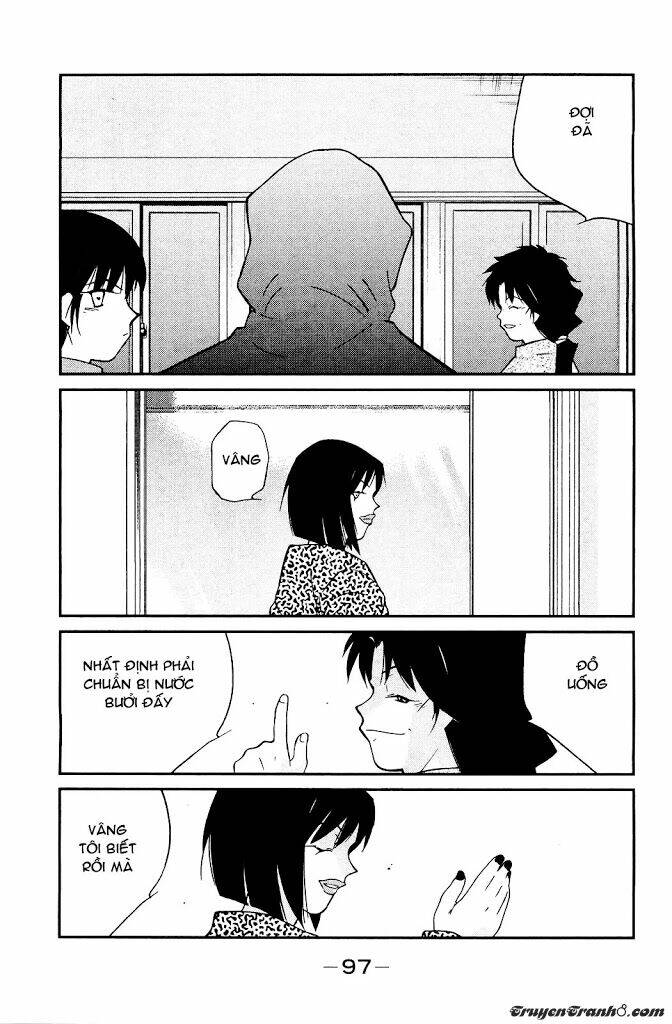 ĐỢI
ĐÃ
VÂNG
ĐỒ
UỐNG
NHẤT ĐỊNH PHẢI
CHUẨN BỊ NƯỚC
BƯỞI ĐẤY
VÂNG
TÔI BIẾT
RỒI MÀ
-97-
TruyenTranh8.com